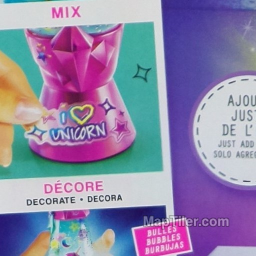 MIX
I ♡
UNICORN
DÉCORE
DECORATE • DECORA
BULLES
BUBBLES
BURBUJAS
AJOU
JUST
DE L'
JUST ADD
SOLO AGREG
MapTiler.com